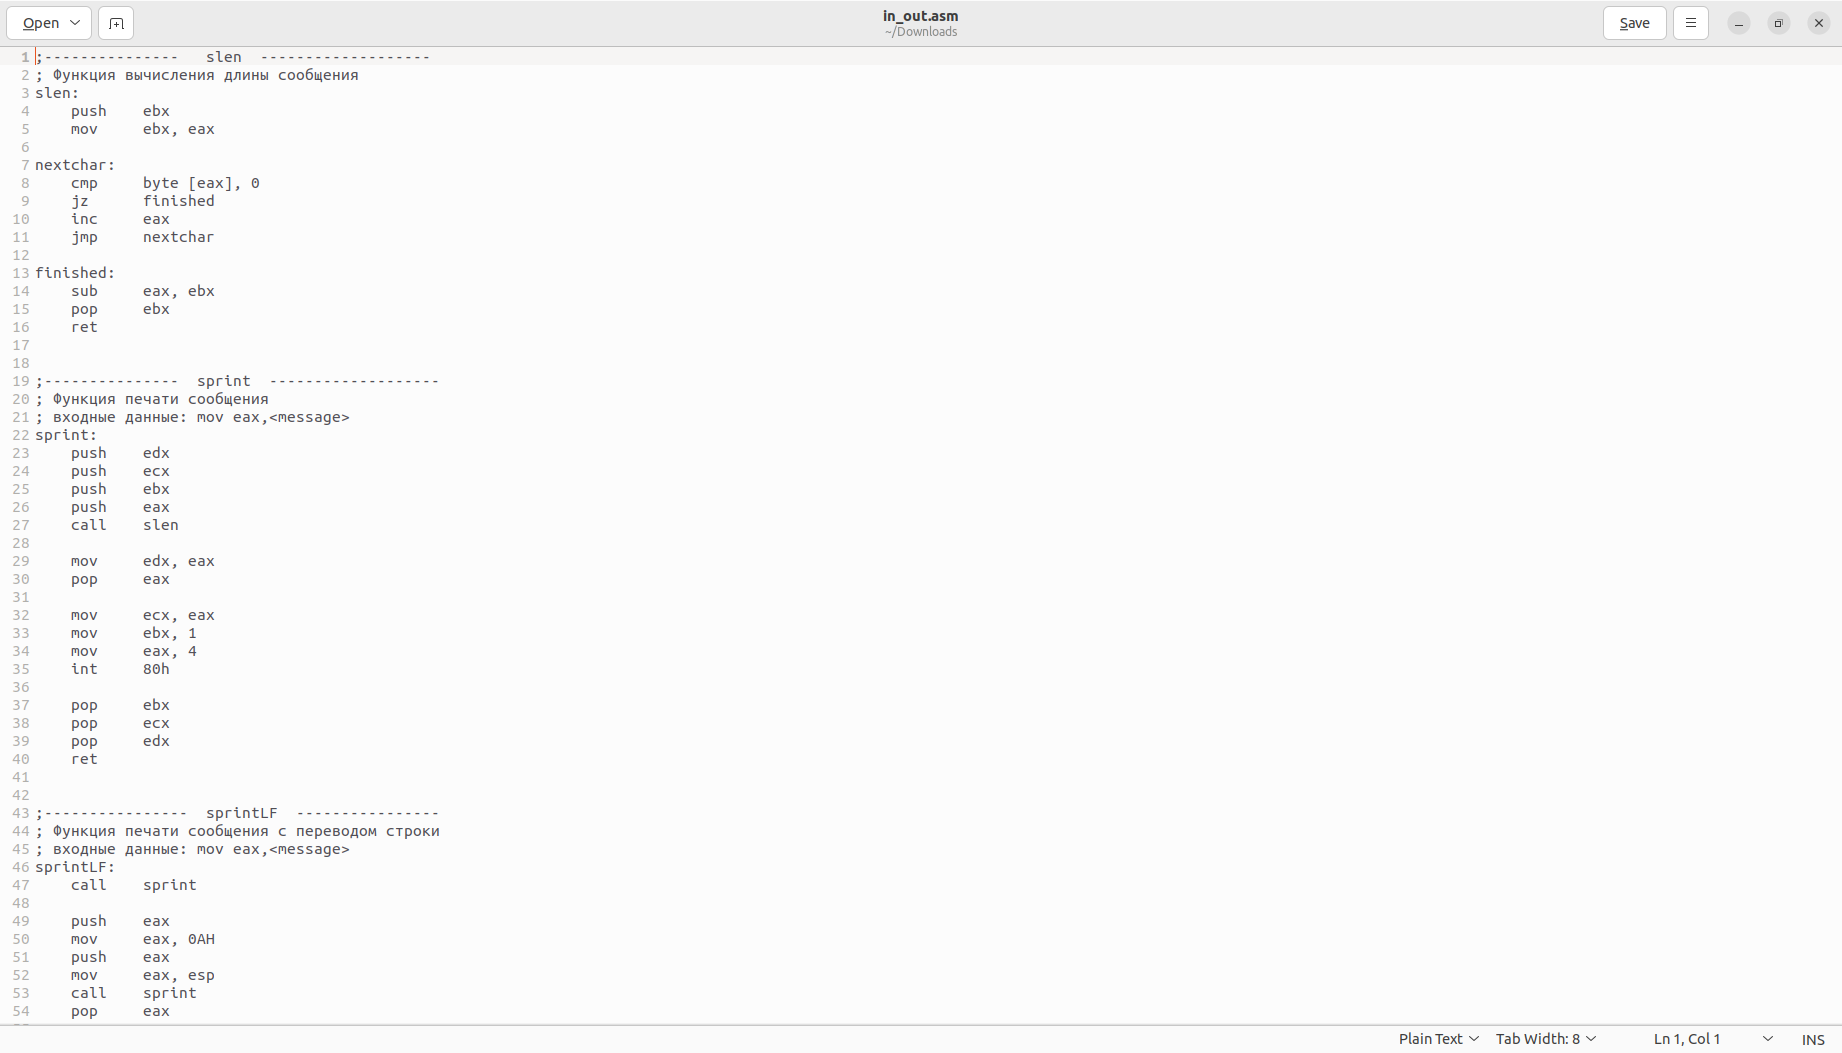 Open
in_out.asm
~/Downloads
Save
1 ;---------------   slen  -------------------
2 ; Функция вычисления длины сообщения
3 slen:
4     push    ebx
5     mov     ebx, eax
6
7 nextchar:
8     cmp     byte [eax], 0
9     jz      finished
10     inc     eax
11     jmp     nextchar
12
13 finished:
14     sub     eax, ebx
15     pop     ebx
16     ret
17
18
19 ;---------------  sprint  -------------------
20 ; Функция печати сообщения
21 ; входные данные: mov eax,<message>
22 sprint:
23     push    edx
24     push    ecx
25     push    ebx
26     push    eax
27     call    slen
28
29     mov     edx, eax
30     pop     eax
31
32     mov     ecx, eax
33     mov     ebx, 1
34     mov     eax, 4
35     int     80h
36
37     pop     ebx
38     pop     ecx
39     pop     edx
40     ret
41
42
43 ;----------------  sprintLF  ----------------
44 ; Функция печати сообщения с переводом строки
45 ; входные данные: mov eax,<message>
46 sprintLF:
47     call    sprint
48
49     push    eax
50     mov     eax, 0AH
51     push    eax
52     mov     eax, esp
53     call    sprint
54     pop     eax
Plain Text Tab Width: 8 Ln 1, Col 1 INS